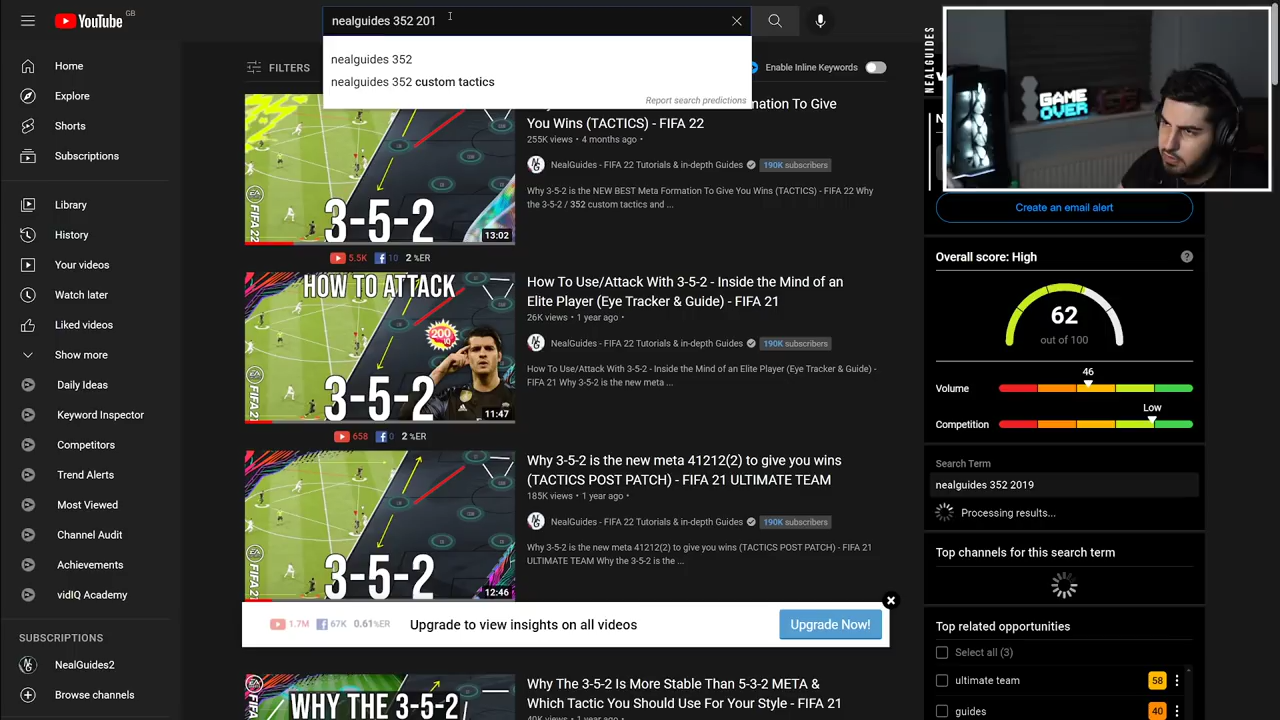 YouTube GB
nealguides 352 201
nealguides 352
nealguides 352 custom tactics
Report search predictions
FILTERS
Enable Inline Keywords
Home
Explore
Shorts
Subscriptions
Library
History
Your videos
Watch later
Liked videos
Show more
Daily Ideas
Keyword Inspector
Competitors
Trend Alerts
Most Viewed
Channel Audit
Achievements
vidIQ Academy
SUBSCRIPTIONS
NealGuides2
Browse channels
FIFA 22
3-5-2
13:02
mation To Give
You Wins (TACTICS) - FIFA 22
255K views • 4 months ago •
NealGuides - FIFA 22 Tutorials & in-depth Guides 190K subscribers
Why 3-5-2 is the NEW BEST Meta Formation To Give You Wins (TACTICS) - FIFA 22 Why
the 3-5-2 / 352 custom tactics and ...
5.5K 10 2 %ER
HOW TO ATTACK
200
IQ
FIFA 21
3-5-2
11:47
How To Use/Attack With 3-5-2 - Inside the Mind of an
Elite Player (Eye Tracker & Guide) - FIFA 21
26K views • 1 year ago •
NealGuides - FIFA 22 Tutorials & in-depth Guides 190K subscribers
How To Use/Attack With 3-5-2 - Inside the Mind of an Elite Player (Eye Tracker & Guide) -
FIFA 21 Why 3-5-2 is the new meta ...
658 0 2 %ER
FIFA 21
3-5-2
12:46
Why 3-5-2 is the new meta 41212(2) to give you wins
(TACTICS POST PATCH) - FIFA 21 ULTIMATE TEAM
185K views • 1 year ago •
NealGuides - FIFA 22 Tutorials & in-depth Guides 190K subscribers
Why 3-5-2 is the new meta 41212(2) to give you wins (TACTICS POST PATCH) - FIFA 21
ULTIMATE TEAM Why the 3-5-2 is the ...
1.7M 67K 0.61%ER
Upgrade to view insights on all videos
Upgrade Now!
WHY THE 3-5-2
Why The 3-5-2 Is More Stable Than 5-3-2 META &
Which Tactic You Should Use For Your Style - FIFA 21
NEALGUIDES
GAME
OVER
Create an email alert
Overall score: High
62
out of 100
Volume
46
Competition
Low
Search Term
nealguides 352 2019
Processing results...
Top channels for this search term
Top related opportunities
Select all (3)
ultimate team 58
guides 40